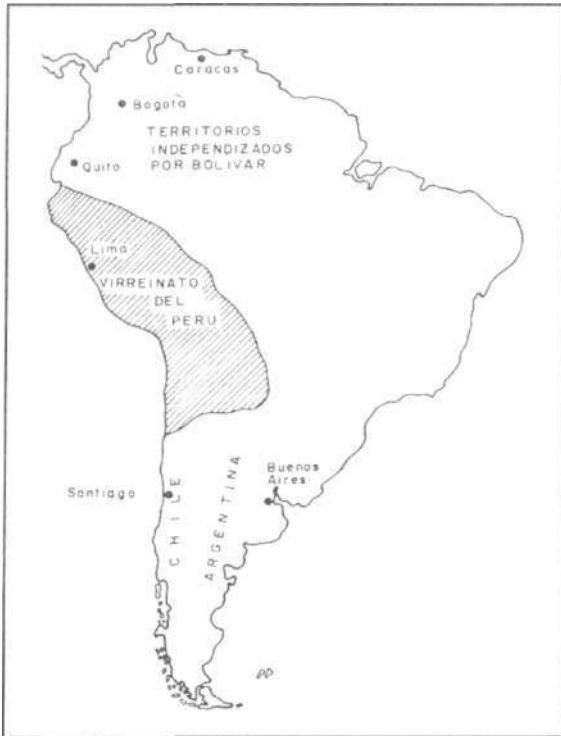 Caracas
Bogotá
TERRITORIOS
INDEPENDIZADOS
POR BOLIVAR
Quito
Lima
VIRREINATO
DEL
PERU
Buenos
Aires
Santiago
CHILE
ARGENTINA